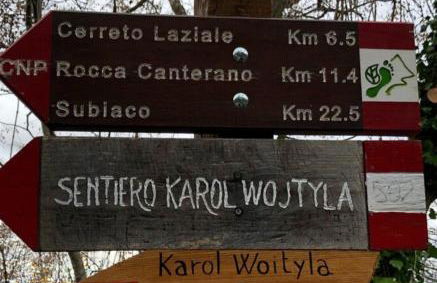 Cerreto Laziale Km 6.5
CNP Rocca Canterano Km 11.4
Subiaco Km 22.5
SENTIERO KAROL WOJTYLA
Karol Woityla